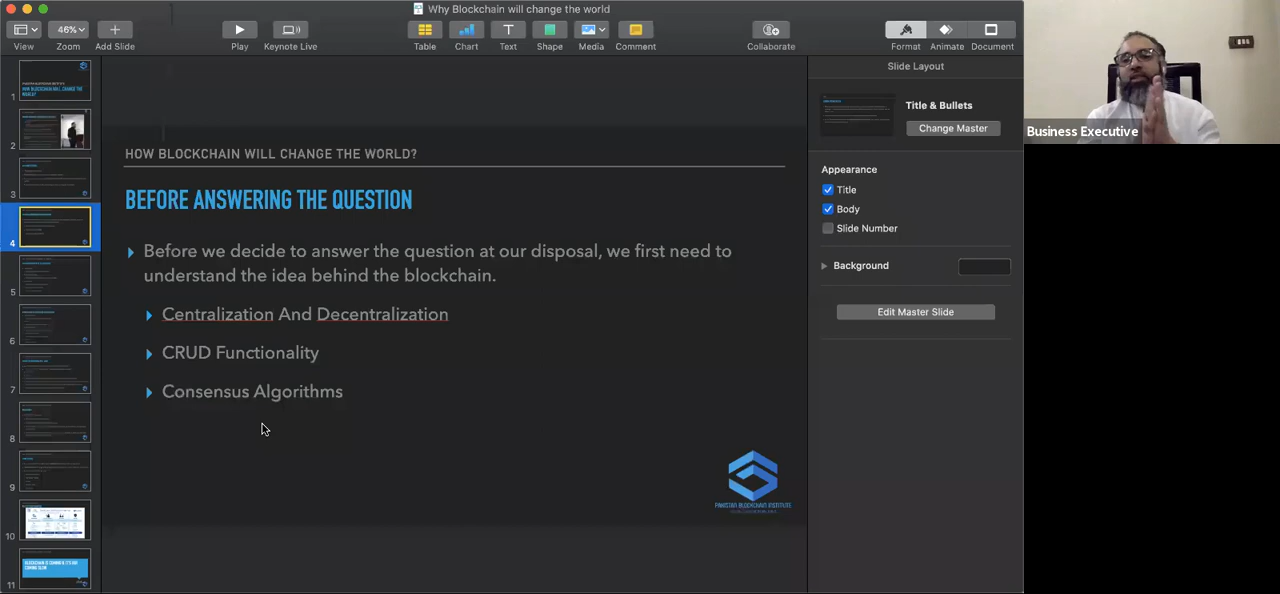 Why Blockchain will change the world
46%
View
Zoom
Add Slide
Play
Keynote Live
Table
Chart
Text
Shape
Media
Comment
Collaborate
Format
Animate
Document
1
2
3
4
5
6
7
8
9
10
11
HOW BLOCKCHAIN WILL CHANGE THE WORLD?
BEFORE ANSWERING THE QUESTION
Before we decide to answer the question at our disposal, we first need to
understand the idea behind the blockchain.
Centralization And Decentralization
CRUD Functionality
Consensus Algorithms
PAKISTAN BLOCKCHAIN INSTITUTE
Slide Layout
Title & Bullets
Change Master
Appearance
Title
Body
Slide Number
Background
Edit Master Slide
Business Executive